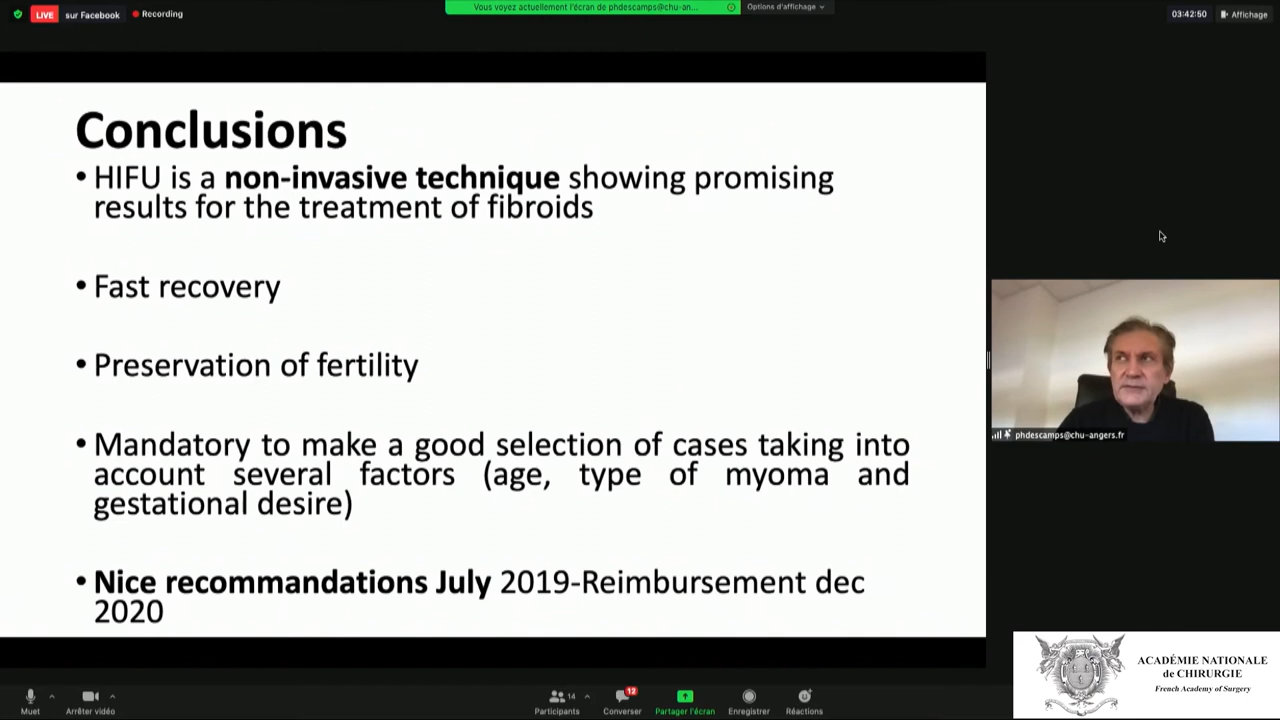 LIVE sur Facebook Recording
Vous voyez actuellement l'écran de phdescamps@chu-an... Options d'affichage
03:42:50 Affichage
Conclusions
• HIFU is a non-invasive technique showing promising
results for the treatment of fibroids
• Fast recovery
• Preservation of fertility
• Mandatory to make a good selection of cases taking into
account several factors (age, type of myoma and
gestational desire)
• Nice recommandations July 2019-Reimbursement dec
2020
phdescamps@chu-angers.fr
ACADÉMIE NATIONALE
de CHIRURGIE
French Academy of Surgery
Muet
Arrêter vidéo
14
Participants
12
Converser
Partager l'écran
Enregistrer
Réactions